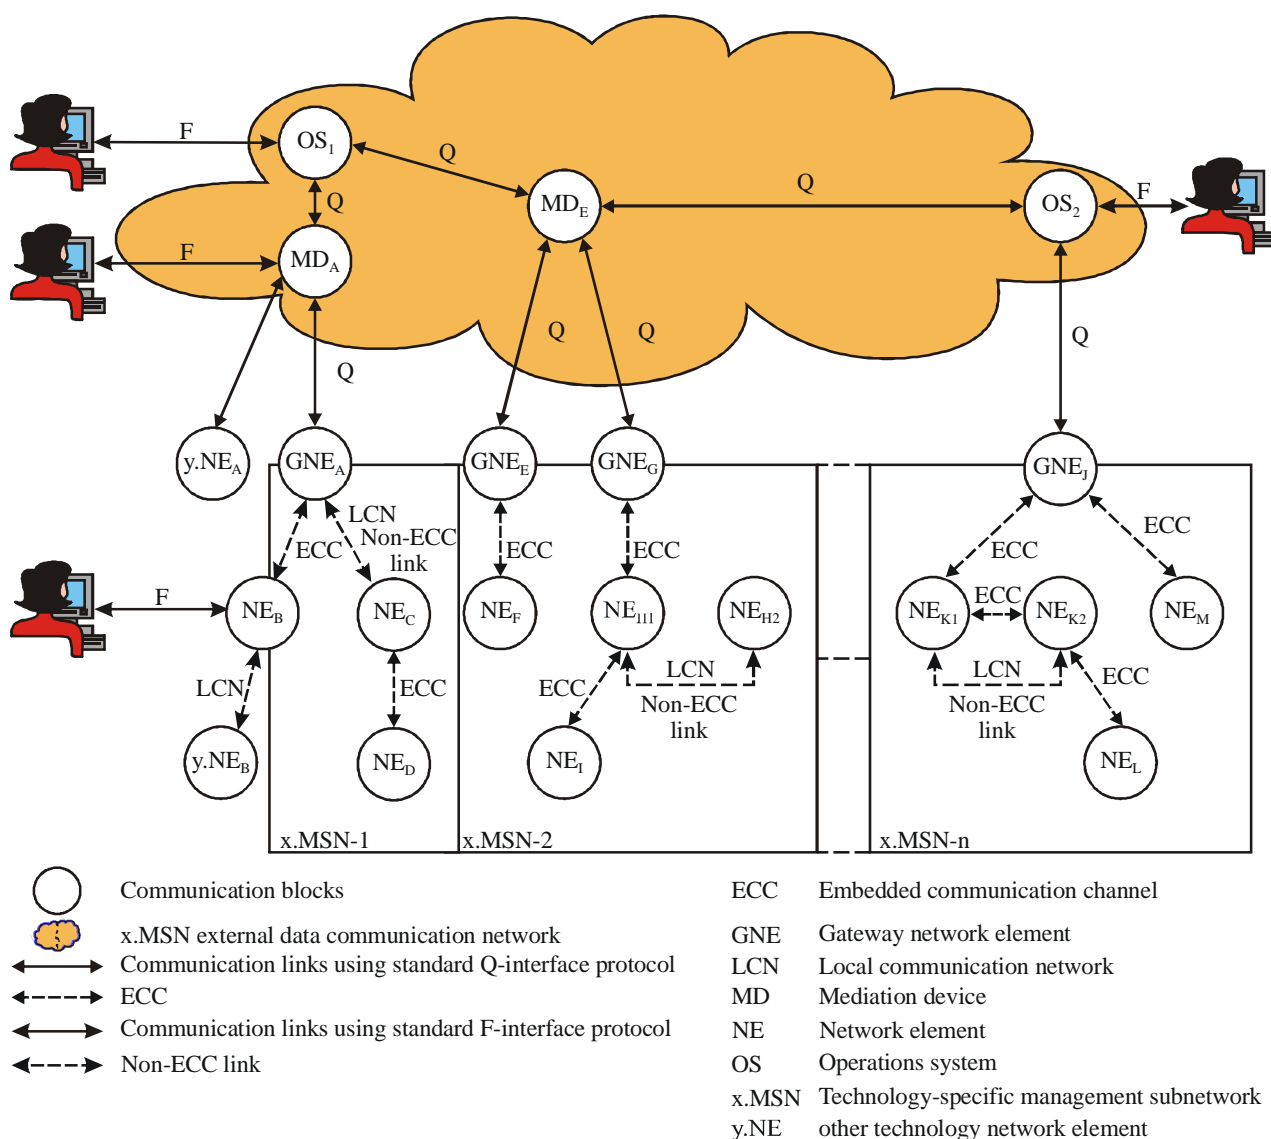 F
OS1
Q
Q
Q
F
MDE
OS2
F
MDA
Q
Q
Q
Q
y.NEA
GNEA
GNEE
GNEG
GNEJ
LCN
Non-ECC
link
ECC
ECC
ECC
ECC
ECC
F
NEB
NEC
NEF
NE111
NEH2
NEK1
ECC
NEK2
NEM
LCN
ECC
ECC
LCN
Non-ECC
link
LCN
Non-ECC
link
ECC
y.NEB
NED
NEI
NEL
x.MSN-1
x.MSN-2
x.MSN-n
Communication blocks
x.MSN external data communication network
Communication links using standard Q-interface protocol
ECC
Communication links using standard F-interface protocol
Non-ECC link
ECC Embedded communication channel
GNE Gateway network element
LCN Local communication network
MD Mediation device
NE Network element
OS Operations system
x.MSN Technology-specific management subnetwork
y.NE other technology network element